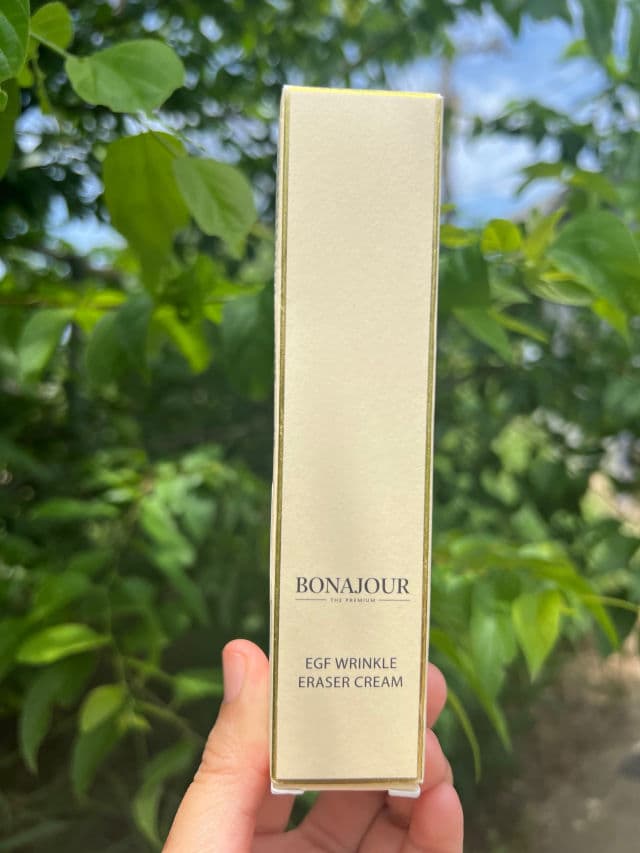 BONAJOUR
THE PREMIUM
EGF WRINKLE
ERASER CREAM